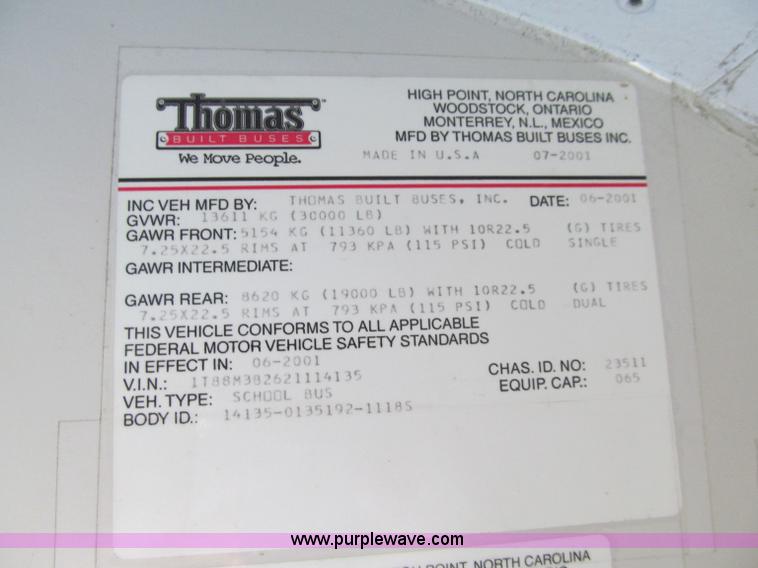 Thomas
BUILT BUSES
We Move People.
HIGH POINT, NORTH CAROLINA
WOODSTOCK, ONTARIO
MONTERREY, N.L., MEXICO
MFD BY THOMAS BUILT BUSES INC.
MADE IN U.S.A 07-2001
INC VEH MFD BY: THOMAS BUILT BUSES, INC. DATE: 06-2001
GVWR: 13611 KG (30000 LB)
GAWR FRONT: 5154 KG (11360 LB) WITH 10R22.5 (G) TIRES
7.25X22.5 RIMS AT 793 KPA (115 PSI) COLD SINGLE
GAWR INTERMEDIATE:
GAWR REAR: 8620 KG (19000 LB) WITH 10R22.5 (G) TIRES
7.25X22.5 RIMS AT 793 KPA (115 PSI) COLD DUAL
THIS VEHICLE CONFORMS TO ALL APPLICABLE
FEDERAL MOTOR VEHICLE SAFETY STANDARDS
IN EFFECT IN: 06-2001
V.I.N.: 1T88M3B2621114135 CHAS. ID. NO: 23511
VEH. TYPE: SCHOOL BUS EQUIP. CAP.: 065
BODY ID.: 14135-0135192-1118S
www.purplewave.com
HIGH POINT, NORTH CAROLINA